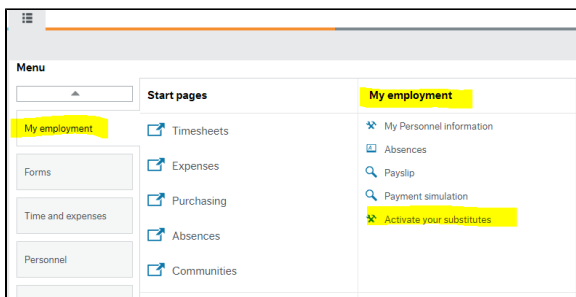 Menu
My employment
Forms
Time and expenses
Personnel
Start pages
Timesheets
Expenses
Purchasing
Absences
Communities
My employment
My Personnel information
Absences
Payslip
Payment simulation
Activate your substitutes